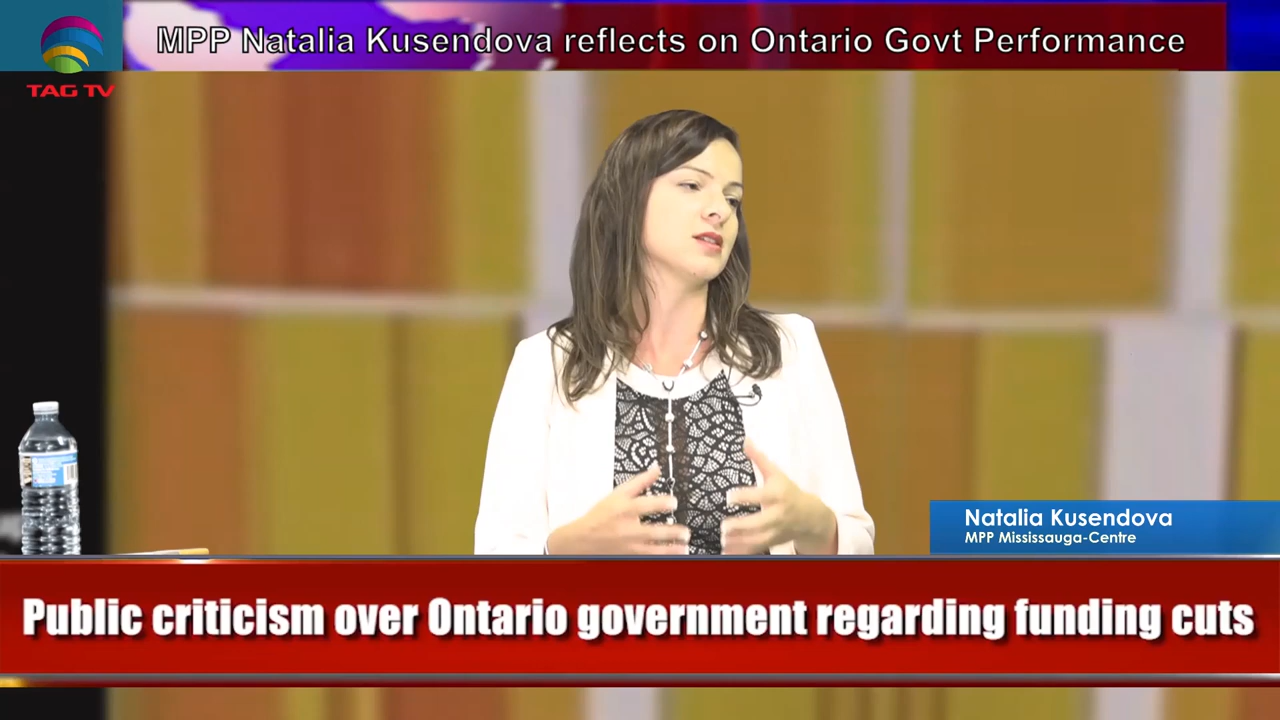 MPP Natalia Kusendova reflects on Ontario Govt Performance
TAG TV
Natalia Kusendova
MPP Mississauga-Centre
Public criticism over Ontario government regarding funding cuts